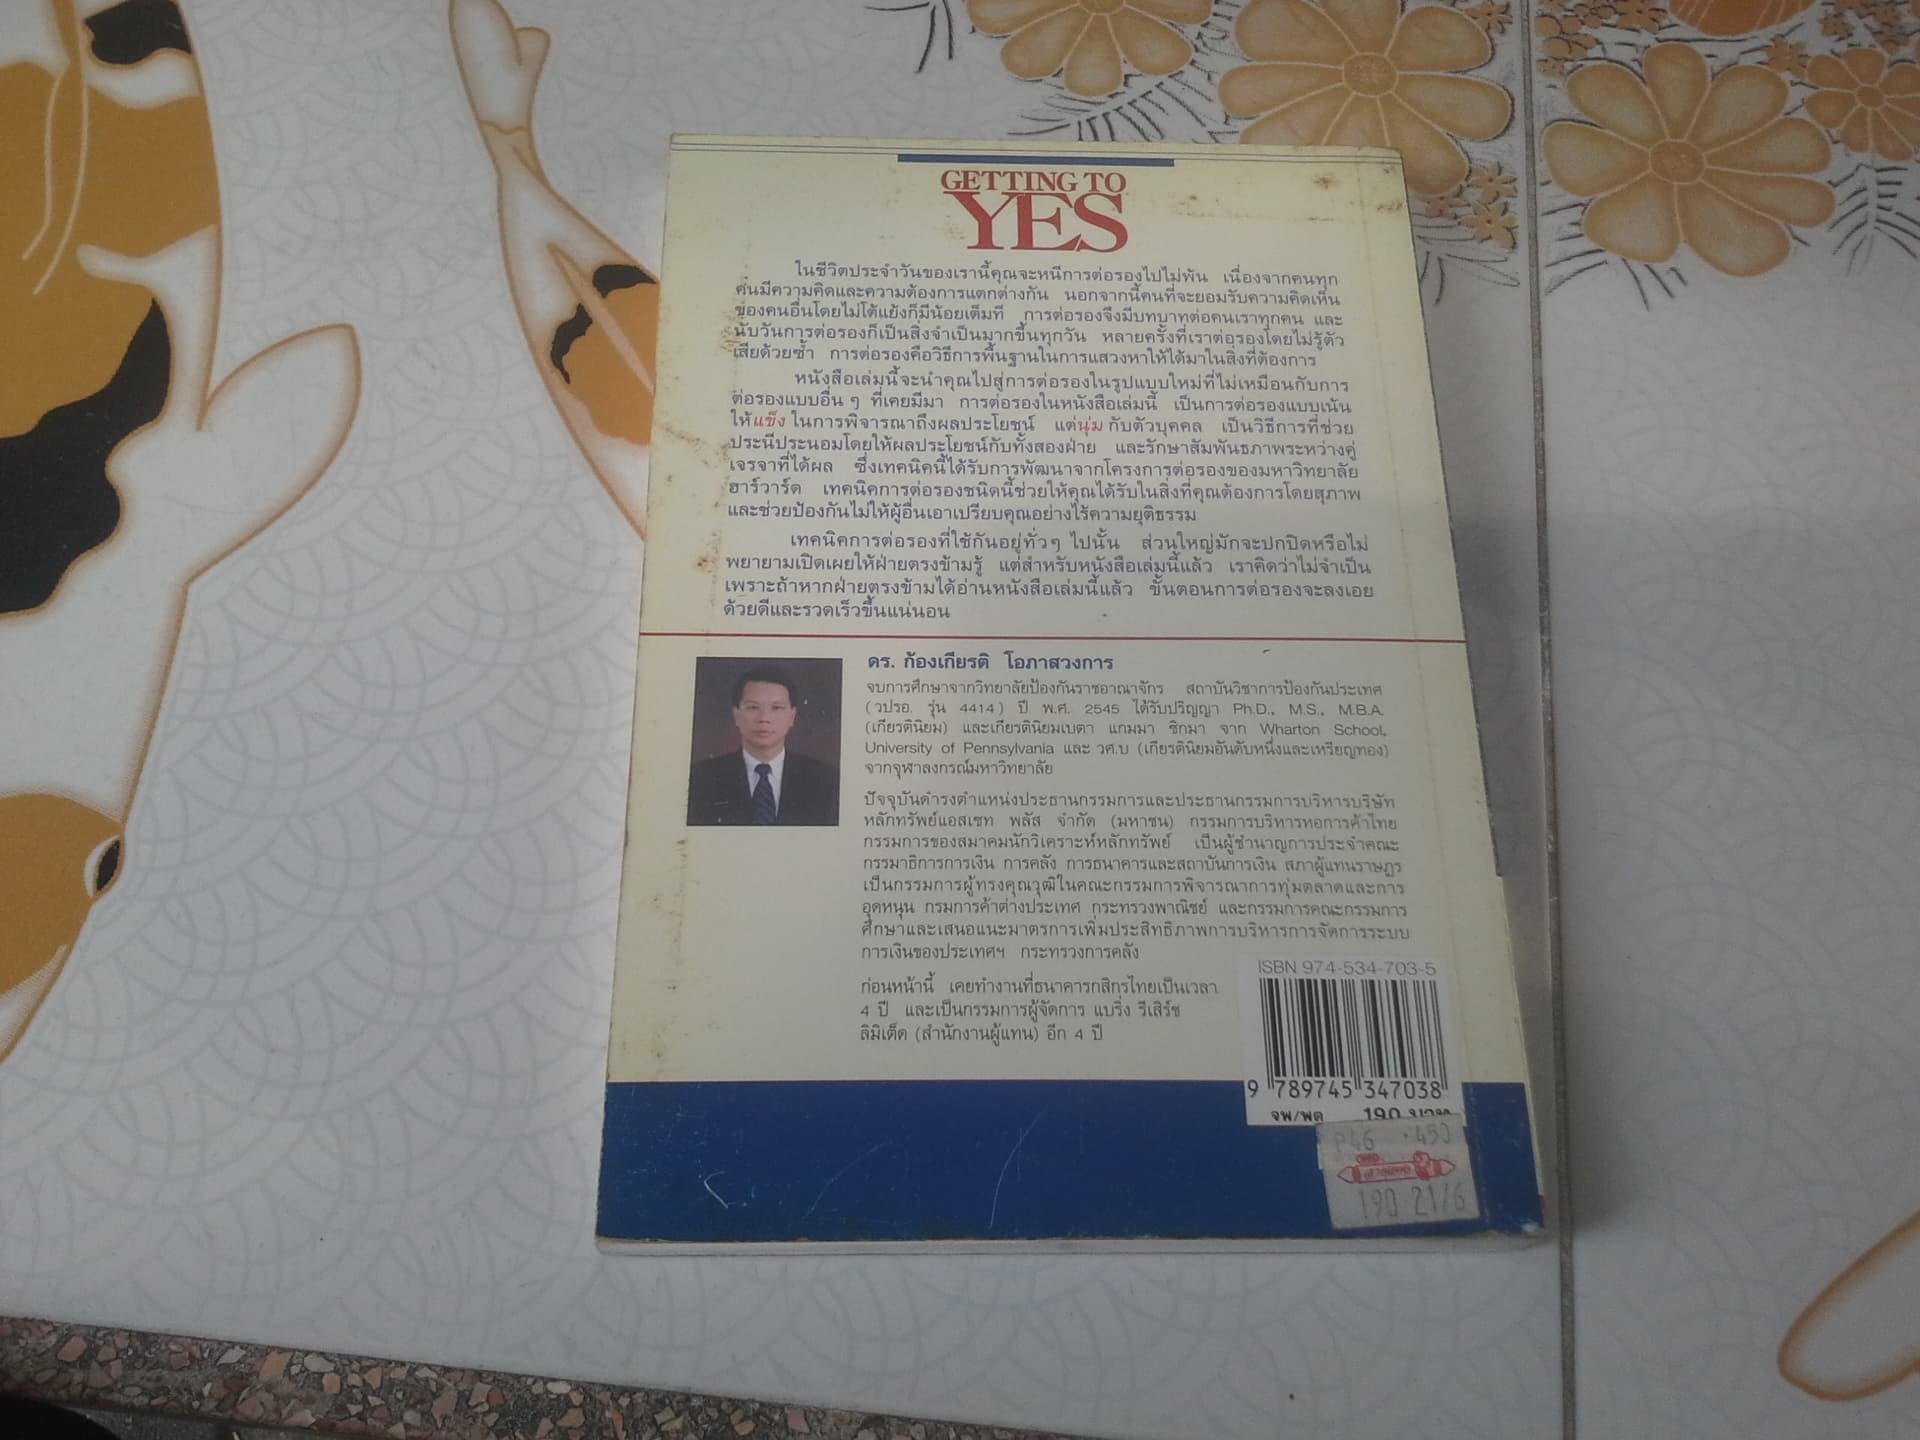 GETTING TO
YES
ในชีวิตประจำวันของเรานี้คุณจะหนีการต่อรองไปไม่พ้น เนื่องจากคนทุก
คนมีความคิดและความต้องการแตกต่างกัน นอกจากนี้คนที่จะยอมรับความคิดเห็น
ของคนอื่นโดยไม่โต้แย้งก็มีน้อยเต็มที การต่อรองจึงมีบทบาทต่อคนเราทุกคน และ
นับวันการต่อรองก็เป็นสิ่งจำเป็นมากขึ้นทุกวัน หลายครั้งที่เราต่อรองโดยไม่รู้ตัว
เสียด้วยซ้ำ การต่อรองคือวิธีการพื้นฐานในการแสวงหาให้ได้มาในสิ่งที่ต้องการ
หนังสือเล่มนี้จะนำคุณไปสู่การต่อรองในรูปแบบใหม่ที่ไม่เหมือนกับการ
ต่อรองแบบอื่น ๆ ที่เคยมีมา การต่อรองในหนังสือเล่มนี้ เป็นการต่อรองแบบเน้น
ให้แข็งในการพิจารณาถึงผลประโยชน์ แต่นุ่มกับตัวบุคคล เป็นวิธีการที่ช่วย
ประนีประนอมโดยให้ผลประโยชน์กับทั้งสองฝ่าย และรักษาสัมพันธภาพระหว่างคู่
เจรจาที่ได้ผล ซึ่งเทคนิคนี้ได้รับการพัฒนาจากโครงการต่อรองของมหาวิทยาลัย
ฮาร์วาร์ด เทคนิคการต่อรองชนิดนี้ช่วยให้คุณได้รับในสิ่งที่คุณต้องการโดยสุภาพ
และช่วยป้องกันไม่ให้ผู้อื่นเอาเปรียบคุณอย่างไร้ความยุติธรรม
เทคนิคการต่อรองที่ใช้กันอยู่ทั่วๆ ไปนั้น ส่วนใหญ่มักจะปกปิดหรือไม่
พยายามเปิดเผยให้ฝ่ายตรงข้ามรู้ แต่สำหรับหนังสือเล่มนี้แล้ว เราคิดว่าไม่จำเป็น
เพราะถ้าหากฝ่ายตรงข้ามได้อ่านหนังสือเล่มนี้แล้ว ขั้นตอนการต่อรองจะลงเอย
ด้วยดีและรวดเร็วขึ้นแน่นอน
ดร. ก้องเกียรติ โอภาสวงการ
จบการศึกษาจากวิทยาลัยป้องกันราชอาณาจักร สถาบันวิชาการป้องกันประเทศ
(วปรอ. รุ่น 4414) ปี พ.ศ. 2545 ได้รับปริญญา Ph.D., M.S., M.B.A.
(เกียรตินิยม) และเกียรตินิยมเบตา แกมมา ซิกมา จาก Wharton School,
University of Pennsylvania และ วศ.บ (เกียรตินิยมอันดับหนึ่งและเหรียญทอง)
จากจุฬาลงกรณ์มหาวิทยาลัย
ปัจจุบันดำรงตำแหน่งประธานกรรมการและประธานกรรมการบริหารบริษัท
หลักทรัพย์แอสเซท พลัส จำกัด (มหาชน) กรรมการบริหารหอการค้าไทย
กรรมการของสมาคมนักวิเคราะห์หลักทรัพย์ เป็นผู้ชำนาญการประจำคณะ
กรรมาธิการการเงิน การคลัง การธนาคารและสถาบันการเงิน สภาผู้แทนราษฎร
เป็นกรรมการผู้ทรงคุณวุฒิในคณะกรรมการพิจารณาการทุ่มตลาดและการ
อุดหนุน กรมการค้าต่างประเทศ กระทรวงพาณิชย์ และกรรมการคณะกรรมการ
ศึกษาและเสนอแนะมาตรการเพิ่มประสิทธิภาพการบริหารการจัดการระบบ
การเงินของประเทศฯ กระทรวงการคลัง
ก่อนหน้านี้ เคยทำงานที่ธนาคารกสิกรไทยเป็นเวลา
4 ปี และเป็นกรรมการผู้จัดการ แบริ่ง รีเสิร์ช
ลิมิเต็ด (สำนักงานผู้แทน) อีก 4 ปี
ISBN 974-534-703-5
9 789745 347038
จพ/พด 190 บาท
P46 450
190 21/6